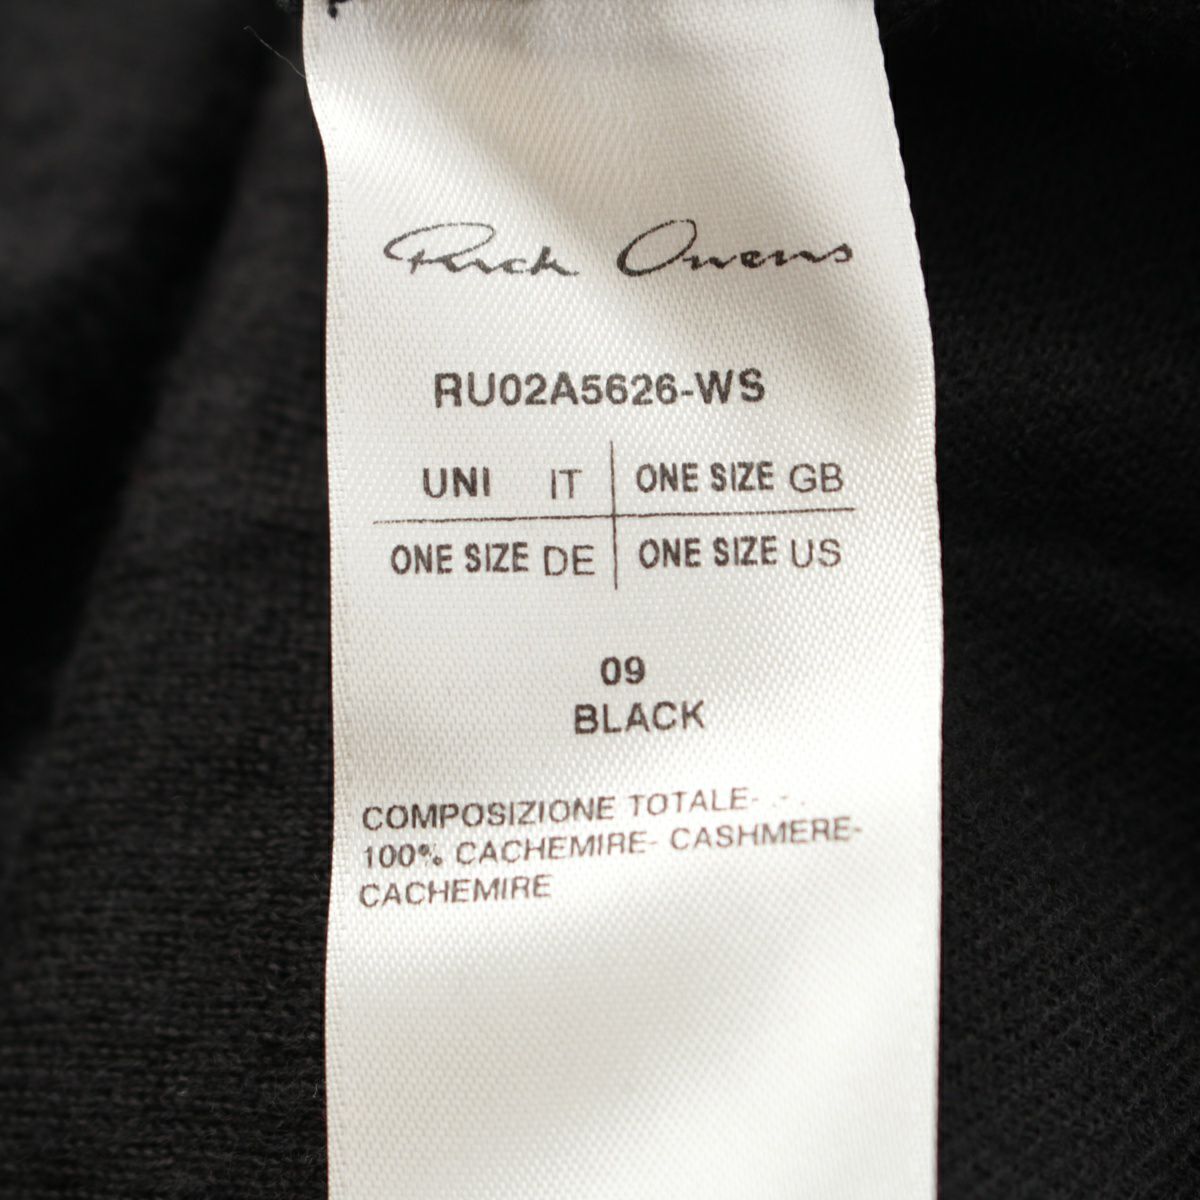 Rick Owens
RU02A5626-WS
UNI IT ONE SIZE GB
ONE SIZE DE ONE SIZE US
09
BLACK
COMPOSIZIONE TOTALE-
100% CACHEMIRE- CASHMERE-
CACHEMIRE